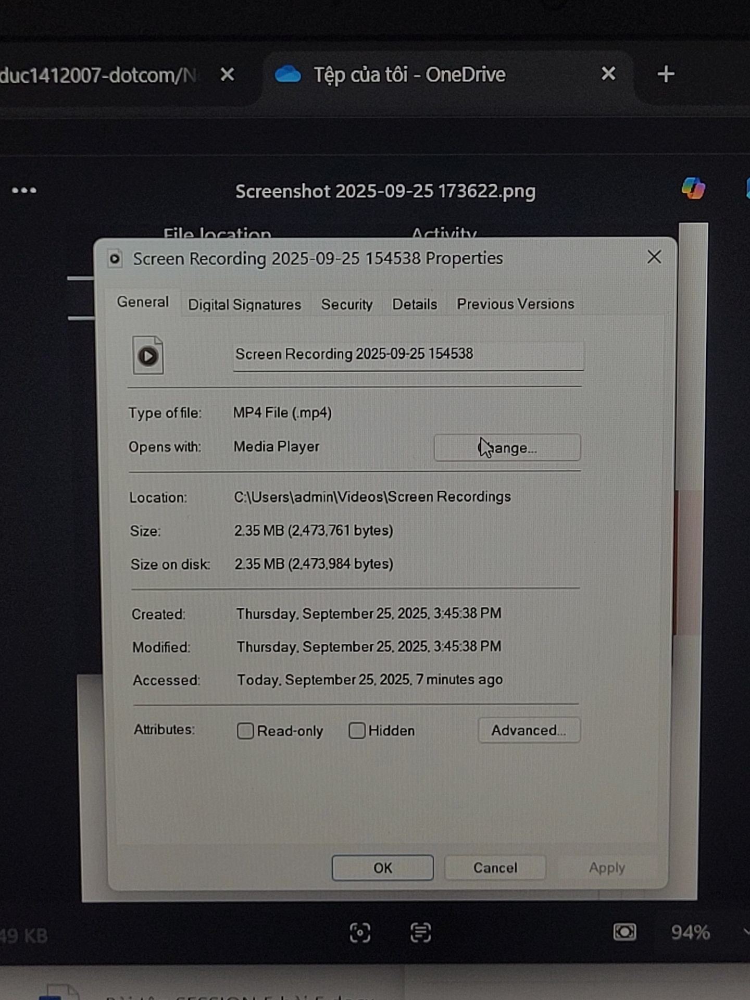 duc1412007-dotcom/N
Tệp của tôi - OneDrive
Screenshot 2025-09-25 173622.png
File location Activity
Screen Recording 2025-09-25 154538 Properties
General Digital Signatures Security Details Previous Versions
Screen Recording 2025-09-25 154538
Type of file: MP4 File (.mp4)
Opens with: Media Player Change...
Location: C:\Users\admin\Videos\Screen Recordings
Size: 2.35 MB (2,473,761 bytes)
Size on disk: 2.35 MB (2,473,984 bytes)
Created: Thursday, September 25, 2025, 3:45:38 PM
Modified: Thursday, September 25, 2025, 3:45:38 PM
Accessed: Today, September 25, 2025, 7 minutes ago
Attributes: Read-only Hidden Advanced...
OK Cancel Apply
49 KB 94%